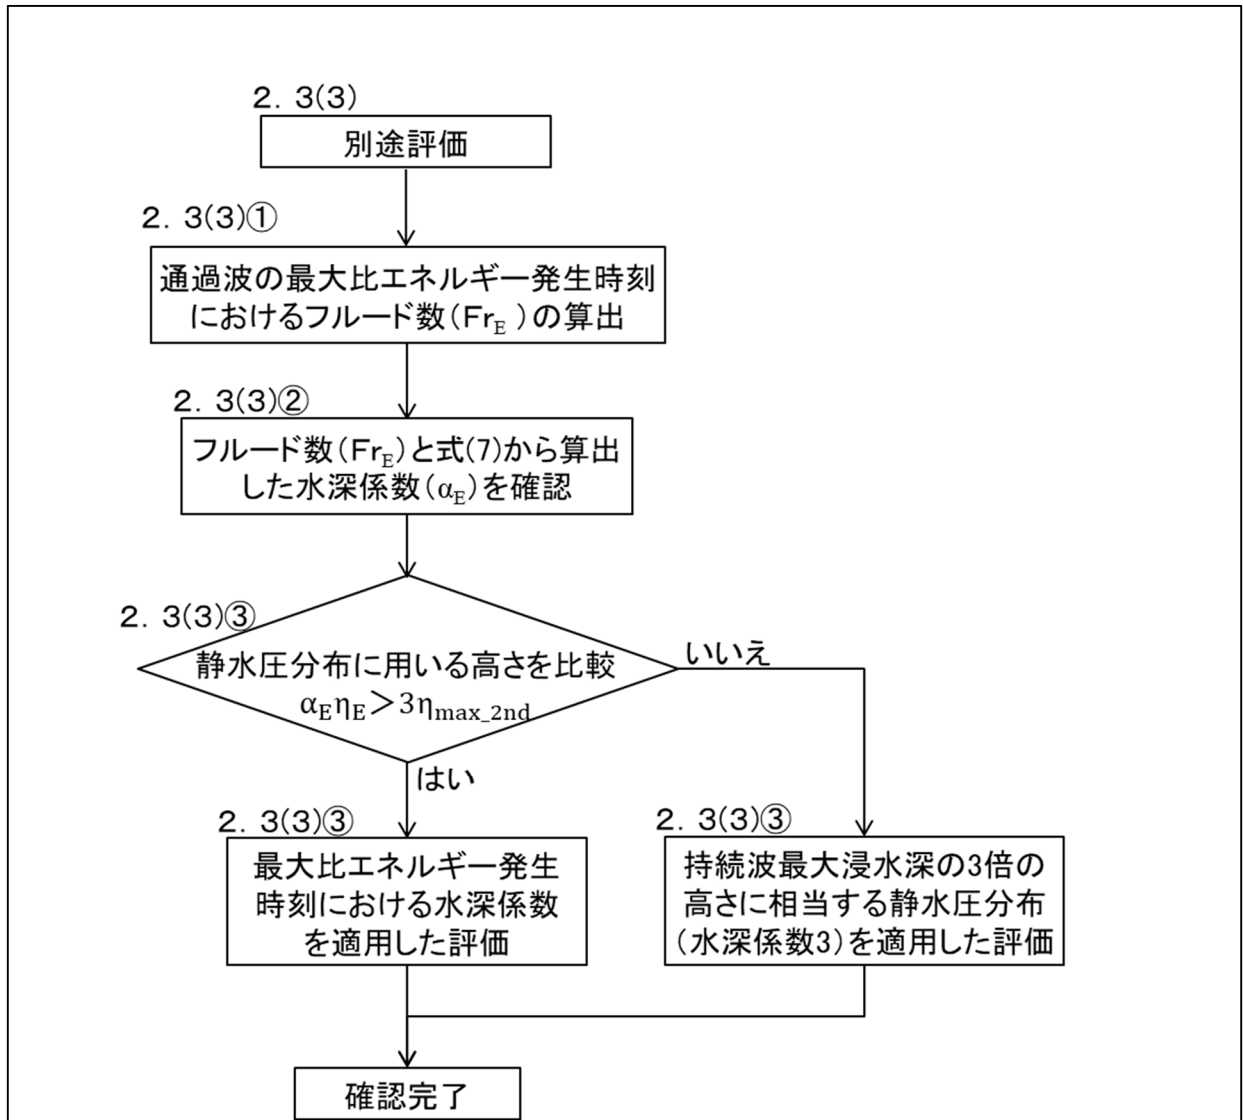 ２．３(３)
別途評価
２．３(３)①
通過波の最大比エネルギー発生時刻
におけるフルード数（FrE ）の算出
２．３(３)②
フルード数（FrE）と式(7)から算出
した水深係数（αE）を確認
２．３(３)③
静水圧分布に用いる高さを比較
αEηE＞3ηmax_2nd
いいえ
はい
２．３(３)③
最大比エネルギー発生
時刻における水深係数
を適用した評価
２．３(３)③
持続波最大浸水深の3倍の
高さに相当する静水圧分布
（水深係数3）を適用した評価
確認完了